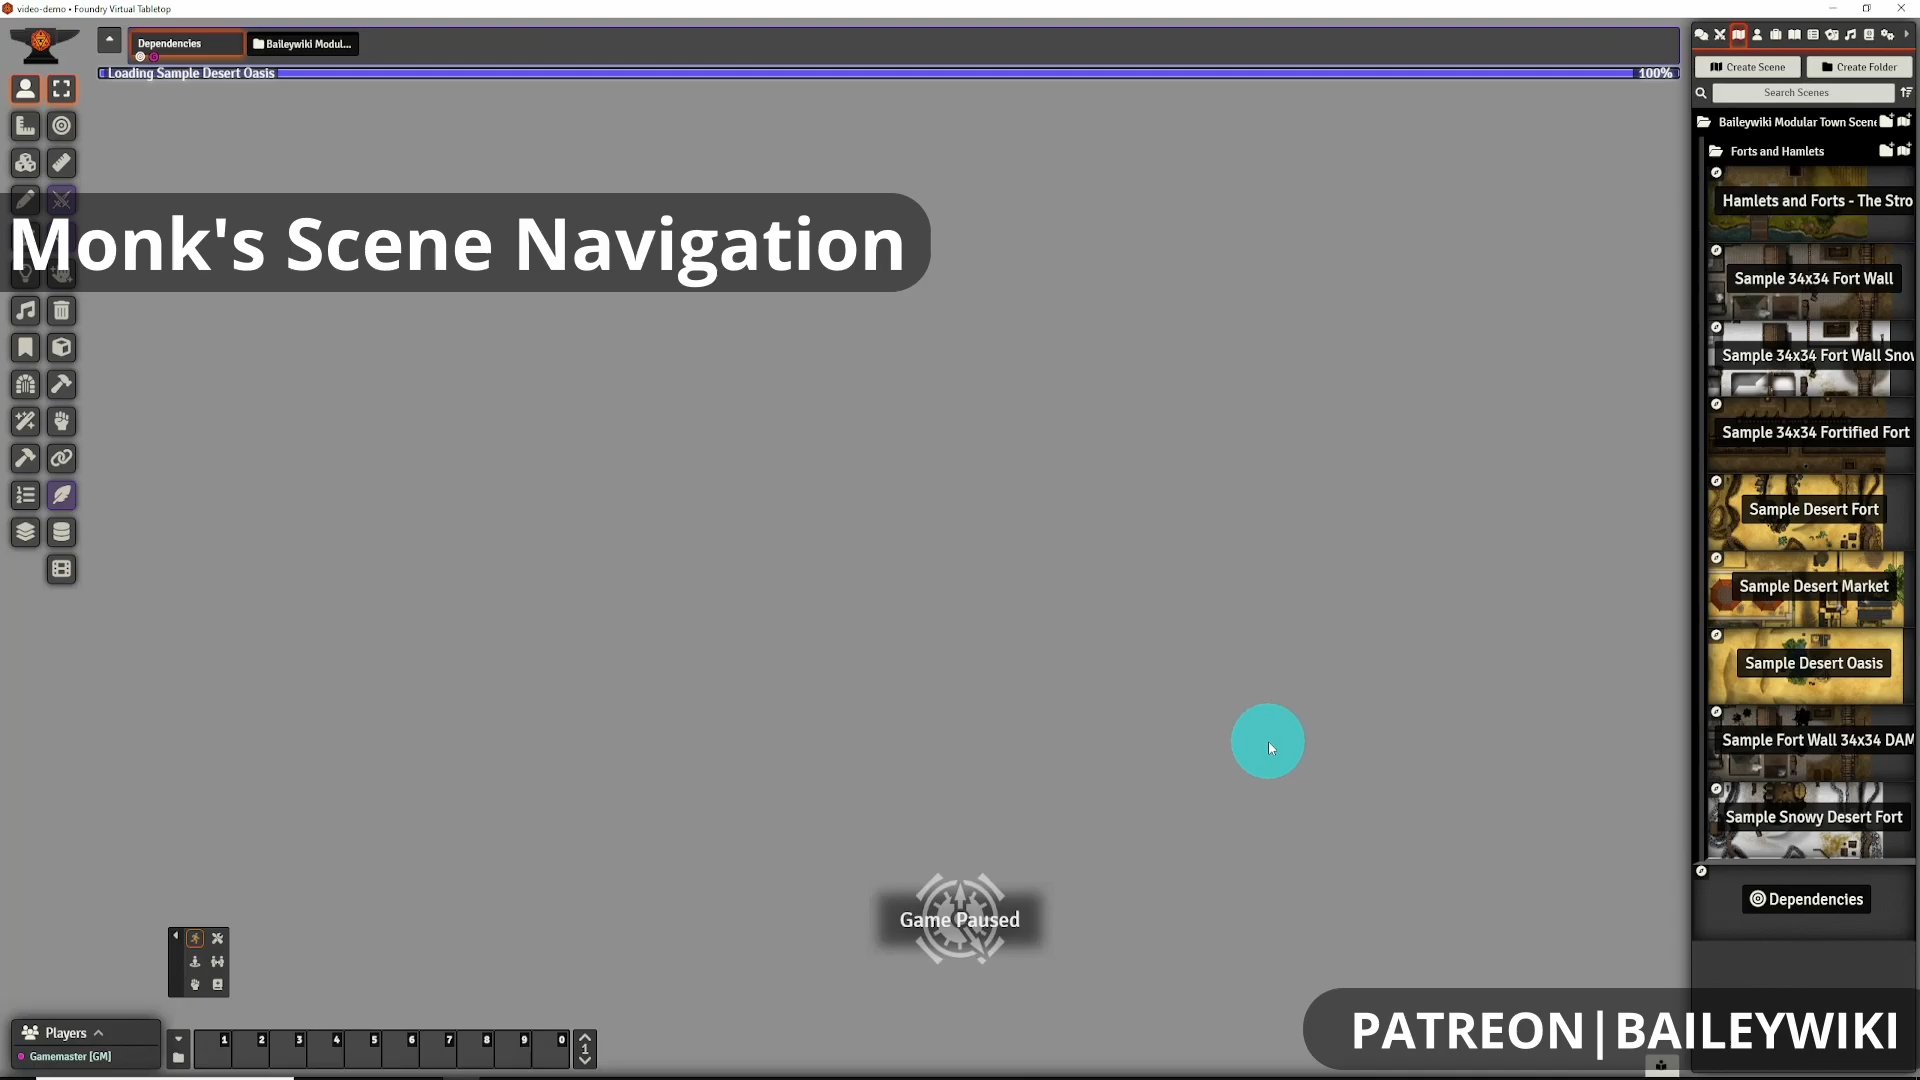 video-demo • Foundry Virtual Tabletop
Dependencies
G
Baileywiki Modul...
Loading Sample Desert Oasis
100%
Create Scene
Create Folder
Search Scenes
Baileywiki Modular Town Scene
Forts and Hamlets
Hamlets and Forts - The Stro
Sample 34x34 Fort Wall
Sample 34x34 Fort Wall Snow
Sample 34x34 Fortified Fort
Sample Desert Fort
Sample Desert Market
Sample Desert Oasis
Sample Fort Wall 34x34 DAM
Sample Snowy Desert Fort
Dependencies
Monk's Scene Navigation
Game Paused
Players
Gamemaster [GM]
1 2 3 4 5 6 7 8 9 0
1
PATREON|BAILEYWIKI